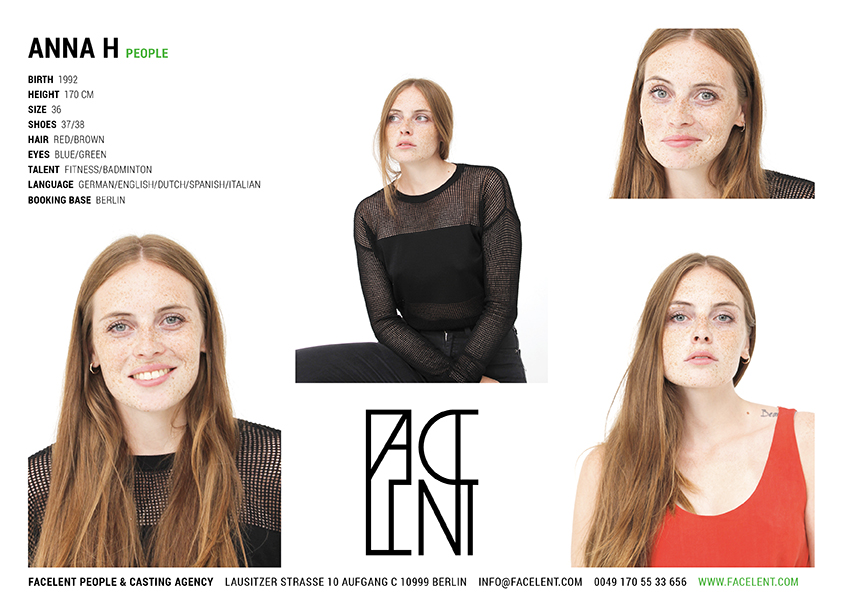 ANNA H PEOPLE
BIRTH 1992
HEIGHT 170 CM
SIZE 36
SHOES 37/38
HAIR RED/BROWN
EYES BLUE/GREEN
TALENT FITNESS/BADMINTON
LANGUAGE GERMAN/ENGLISH/DUTCH/SPANISH/ITALIAN
BOOKING BASE BERLIN
FACELENT
FACELENT PEOPLE & CASTING AGENCY LAUSITZER STRASSE 10 AUFGANG C 10999 BERLIN INFO@FACELENT.COM 0049 170 55 33 656 WWW.FACELENT.COM